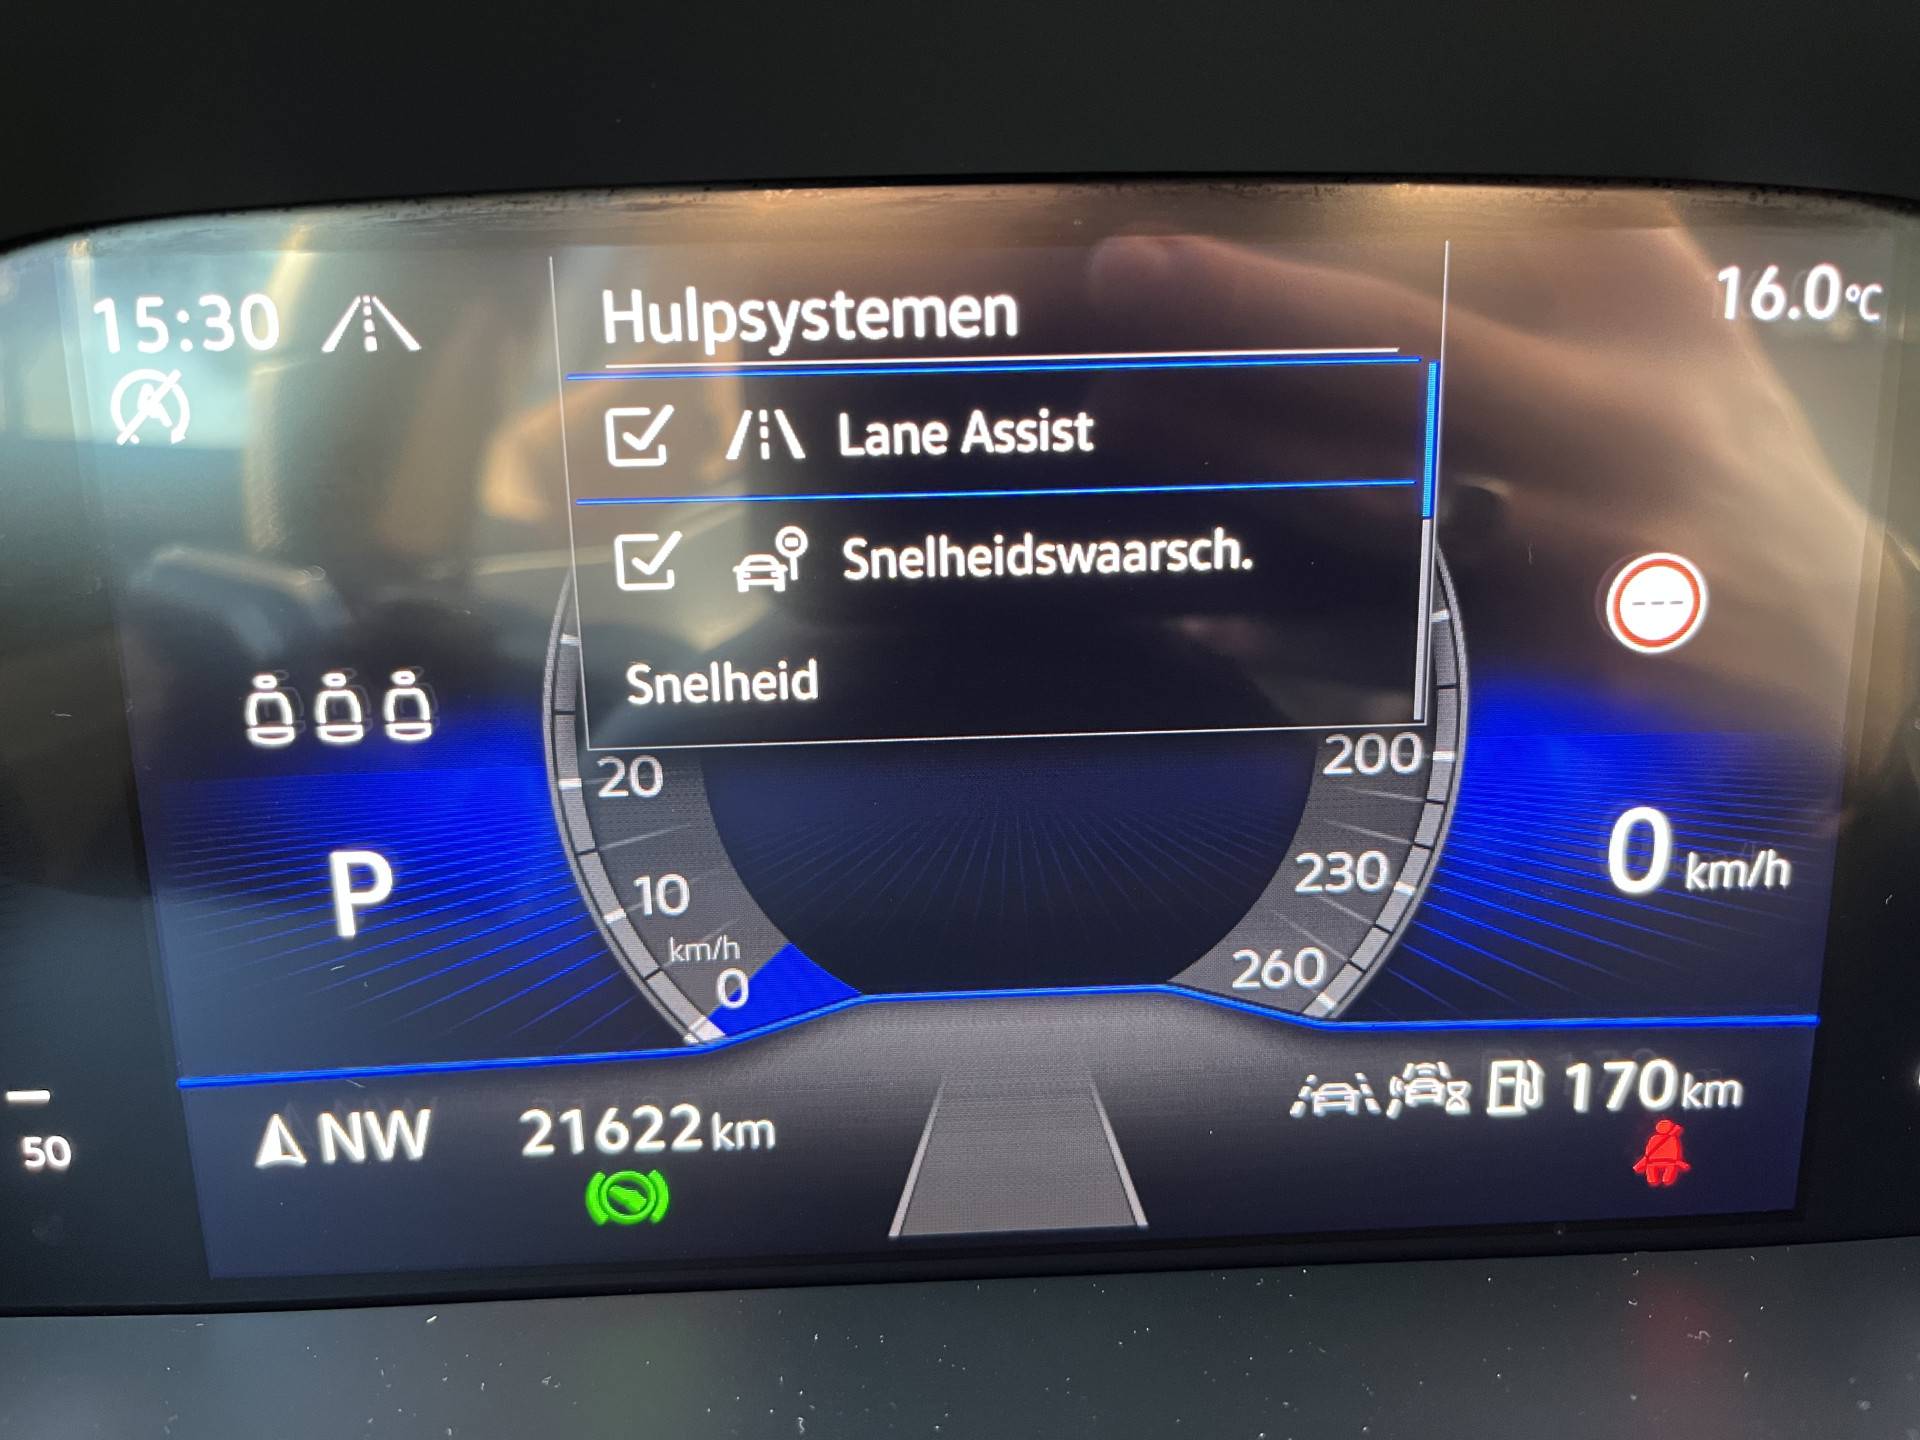 15:30
16.0°C
Hulpsystemen
Lane Assist
Snelheidswaarsch.
Snelheid
20
200
10
230
km/h
0
260
P
0 km/h
NW
21622 km
170 km
50